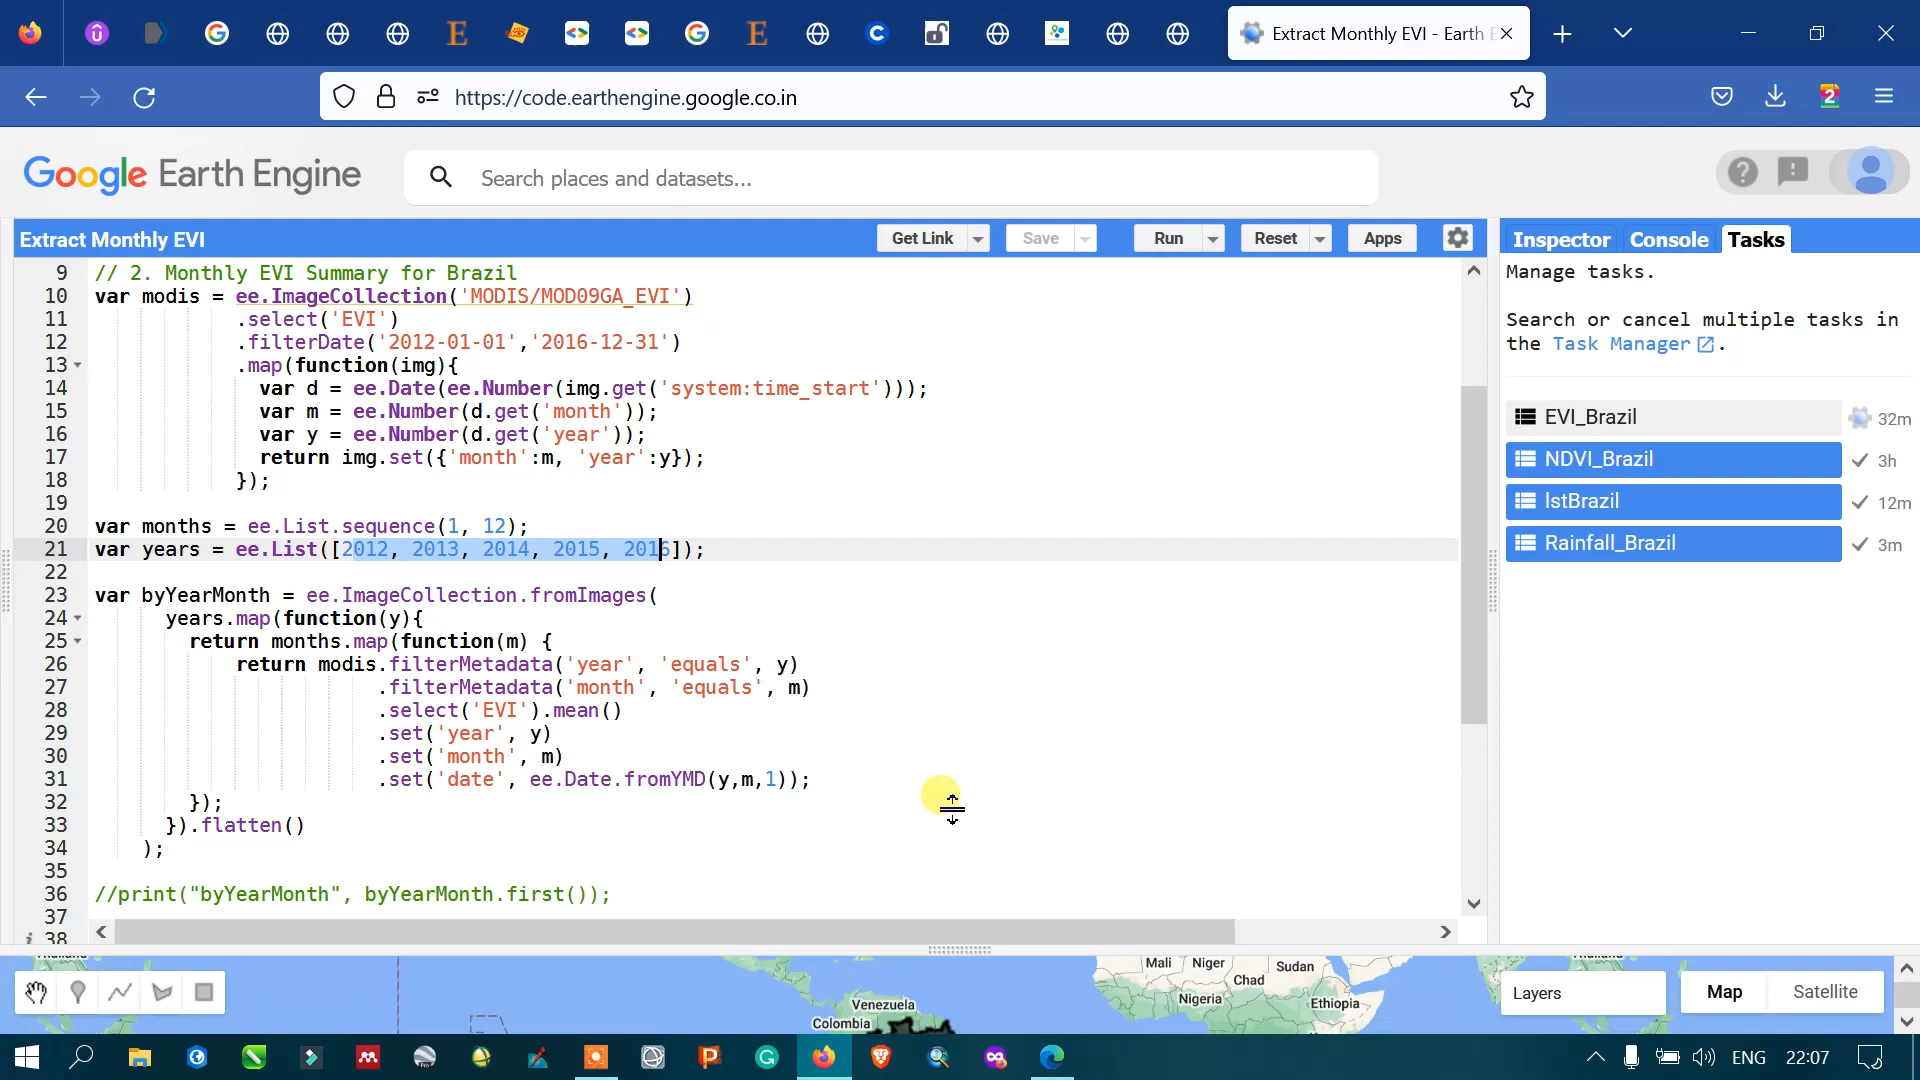 Extract Monthly EVI - Earth E
https://code.earthengine.google.co.in
2
Google Earth Engine
Search places and datasets...
Extract Monthly EVI
Get Link
Save
Run
Reset
Apps
Inspector Console Tasks
9 // 2. Monthly EVI Summary for Brazil
10 var modis = ee.ImageCollection('MODIS/MOD09GA_EVI')
11 .select('EVI')
12 .filterDate('2012-01-01','2016-12-31')
13 .map(function(img){
14 var d = ee.Date(ee.Number(img.get('system:time_start')));
15 var m = ee.Number(d.get('month'));
16 var y = ee.Number(d.get('year'));
17 return img.set({'month':m, 'year':y});
18 });
19
20 var months = ee.List.sequence(1, 12);
21 var years = ee.List([2012, 2013, 2014, 2015, 2016]);
22
23 var byYearMonth = ee.ImageCollection.fromImages(
24 years.map(function(y){
25 return months.map(function(m) {
26 return modis.filterMetadata('year', 'equals', y)
27 .filterMetadata('month', 'equals', m)
28 .select('EVI').mean()
29 .set('year', y)
30 .set('month', m)
31 .set('date', ee.Date.fromYMD(y,m,1));
32 });
33 }).flatten()
34 );
35
36 //print("byYearMonth", byYearMonth.first());
37
38
Manage tasks.
Search or cancel multiple tasks in
the Task Manager.
EVI_Brazil 32m
NDVI_Brazil 3h
lstBrazil 12m
Rainfall_Brazil 3m
Mali Niger Sudan
Chad
Nigeria Ethiopia
Venezuela
Colombia
Layers
Map Satellite
ENG 22:07